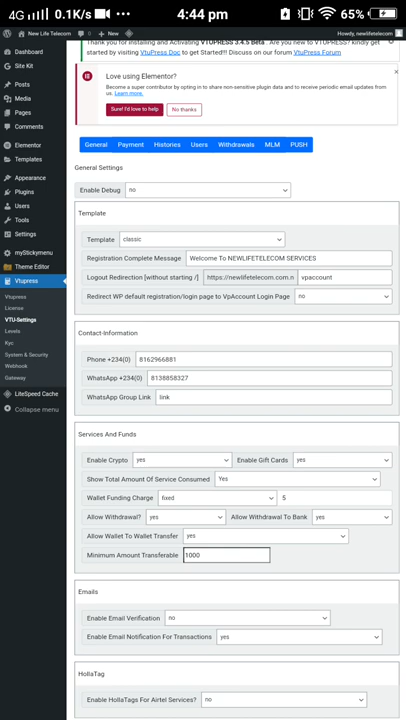 4G 0.1K/s 4:44 pm 65%
New Life Telecom 8 New Howdy, newlifetelecom
Dashboard
Site Kit
Posts
Media
Pages
Comments
Elementor
Templates
Appearance
Plugins
Users
Tools
Settings
myStickymenu
Theme Editor
Vtupress
Vtupress
License
VTU-Settings
Levels
Kyc
System & Security
Webhook
Gateway
LiteSpeed Cache
Collapse menu
Thank you for installing and Activating VTUPRESS 3.4.5 Beta . Are you new to VTUPRESS? kindly get
started by visiting VtuPress Doc to get Started!!! Discuss on our forum VtuPress Forum
Love using Elementor?
Become a super contributor by opting in to share non-sensitive plugin data and to receive periodic email updates from
us. Learn more.
Sure! I'd love to help No thanks
General Payment Histories Users Withdrawals MLM PUSH
General Settings
Enable Debug no
Template
Template classic
Registration Complete Message Welcome To NEWLIFETELECOM SERVICES
Logout Redirection [without starting /] https://newlifetelecom.com.n vpaccount
Redirect WP default registration/login page to VpAccount Login Page no
Contact-Information
Phone +234(0) 8162966881
WhatsApp +234(0) 8138858327
WhatsApp Group Link link
Services And Funds
Enable Crypto yes Enable Gift Cards yes
Show Total Amount Of Service Consumed Yes
Wallet Funding Charge fixed 5
Allow Withdrawal? yes Allow Withdrawal To Bank yes
Allow Wallet To Wallet Transfer yes
Minimum Amount Transferable 1000
Emails
Enable Email Verification no
Enable Email Notification For Transactions yes
HollaTag
Enable HollaTags For Airtel Services? no